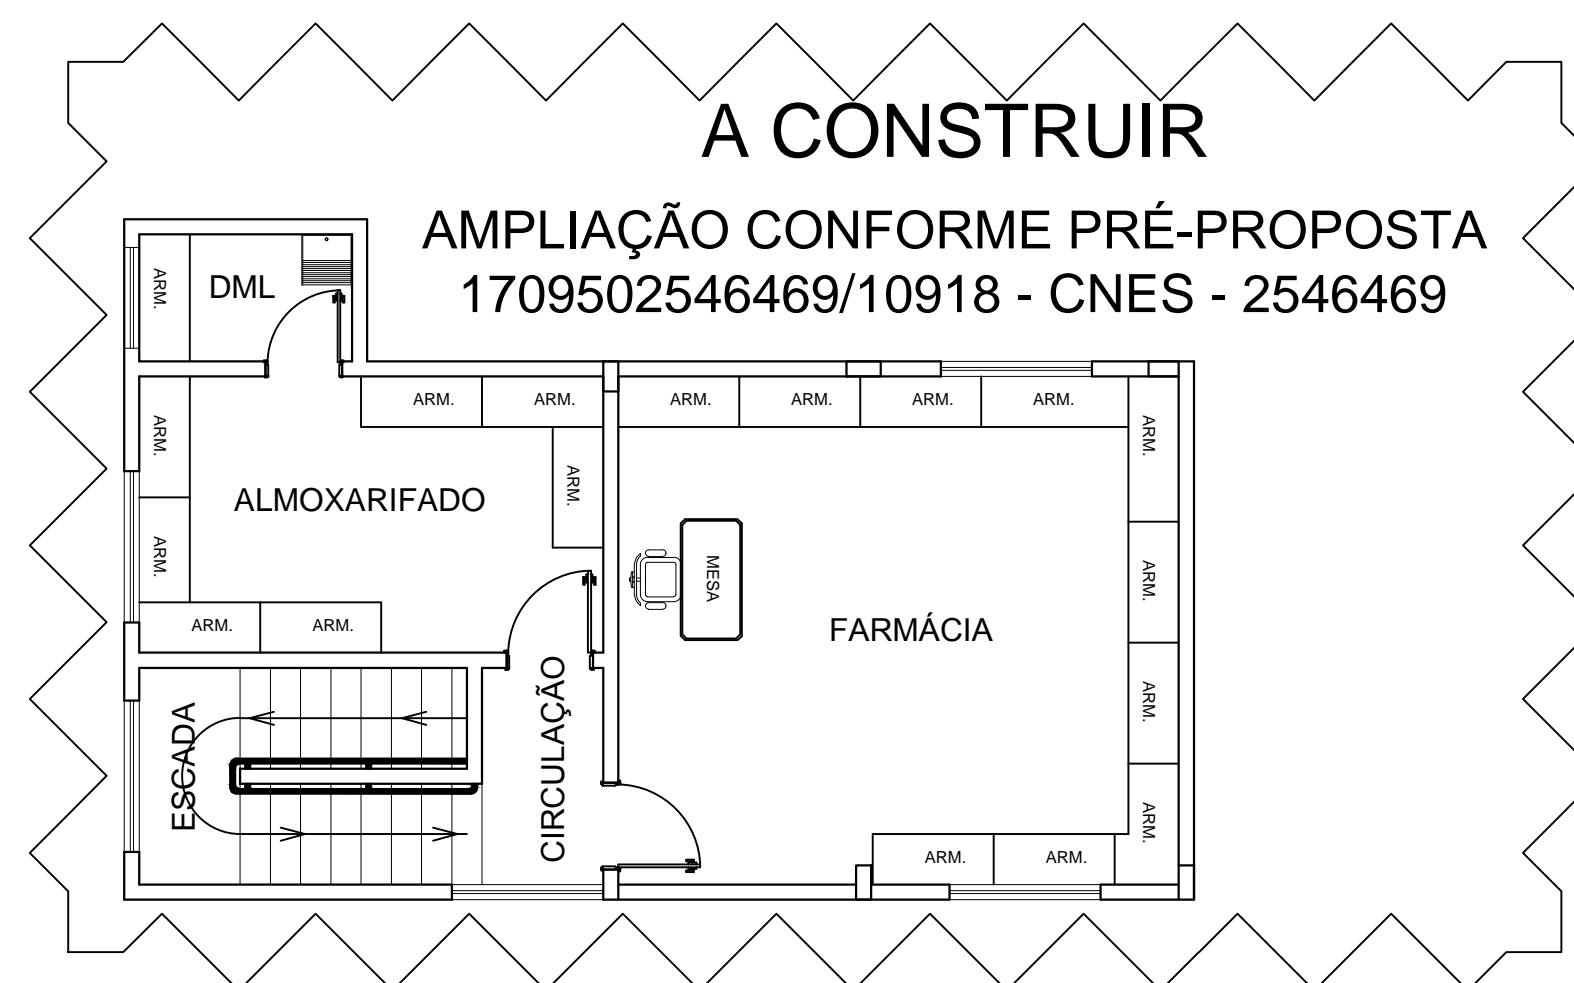 A CONSTRUIR
AMPLIAÇÃO CONFORME PRÉ-PROPOSTA
1709502546469/10918 - CNES - 2546469
ARM.
DML
ARM.
ARM.
ARM.
ARM.
ARM.
ARM.
ARM.
ARM.
ARM.
ALMOXARIFADO
ARM.
ARM.
MESA
ARM.
ARM.
ARM.
FARMÁCIA
ARM.
ESCADA
CIRCULAÇÃO
ARM.
ARM.
ARM.